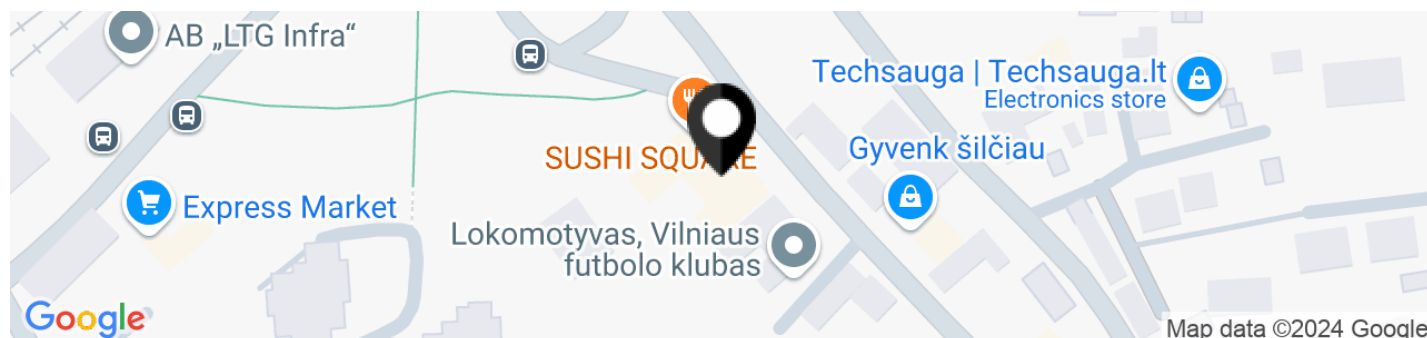 AB „LTG Infra“
Techsauga | Techsauga.lt
Electronics store
SUSHI SQUARE
Gyvenk šilčiau
Express Market
Lokomotyvas, Vilniaus
futbolo klubas
Google
Map data ©2024 Google